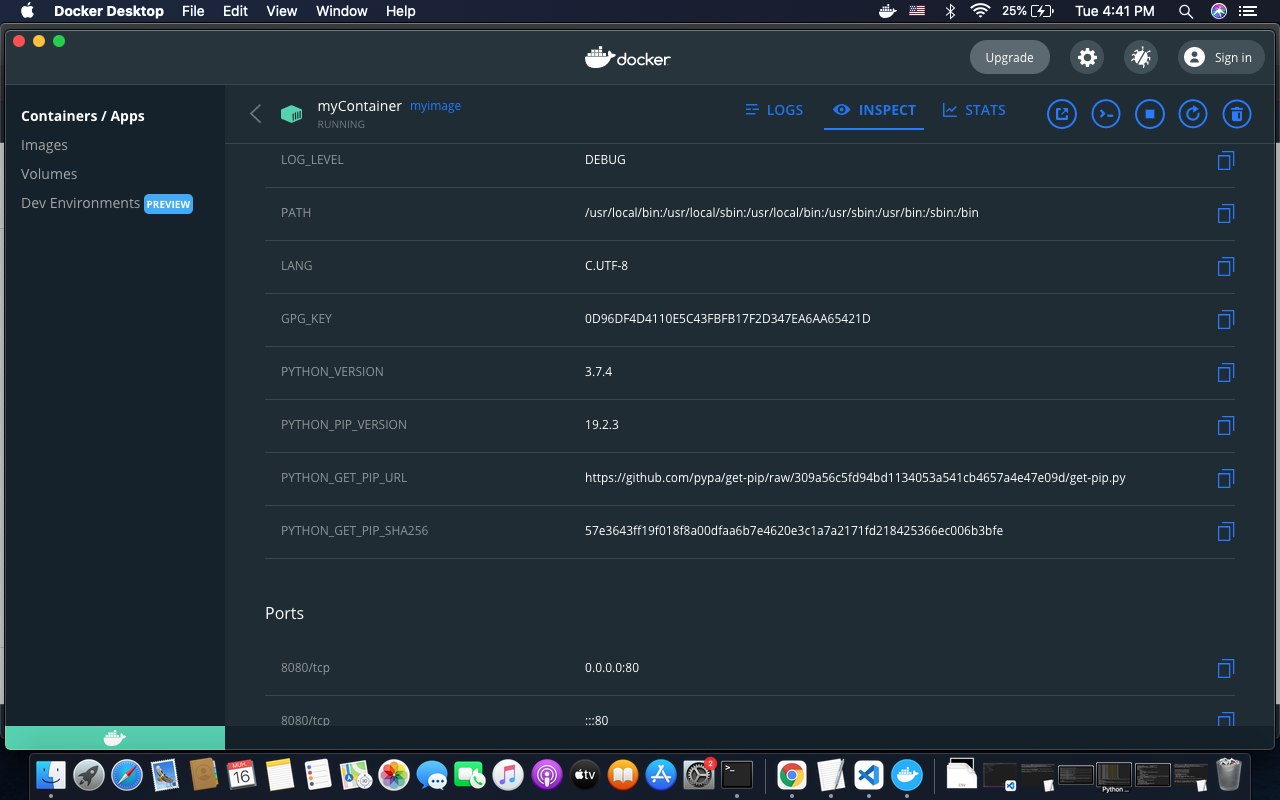 Docker Desktop File Edit View Window Help 25% Tue 4:41 PM
docker Upgrade Sign in
Containers / Apps
Images
Volumes
Dev Environments PREVIEW
myContainer myimage
RUNNING
LOGS INSPECT STATS
LOG_LEVEL DEBUG
PATH /usr/local/bin:/usr/local/sbin:/usr/local/bin:/usr/sbin:/usr/bin:/sbin:/bin
LANG C.UTF-8
GPG_KEY 0D96DF4D4110E5C43FBFB17F2D347EA6AA65421D
PYTHON_VERSION 3.7.4
PYTHON_PIP_VERSION 19.2.3
PYTHON_GET_PIP_URL https://github.com/pypa/get-pip/raw/309a56c5fd94bd1134053a541cb4657a4e47e09d/get-pip.py
PYTHON_GET_PIP_SHA256 57e3643ff19f018f8a00dfaa6b7e4620e3c1a7a2171fd218425366ec006b3bfe
Ports
8080/tcp 0.0.0.0:80
8080/tcp :::80
16
tv
2
>_
Python ...